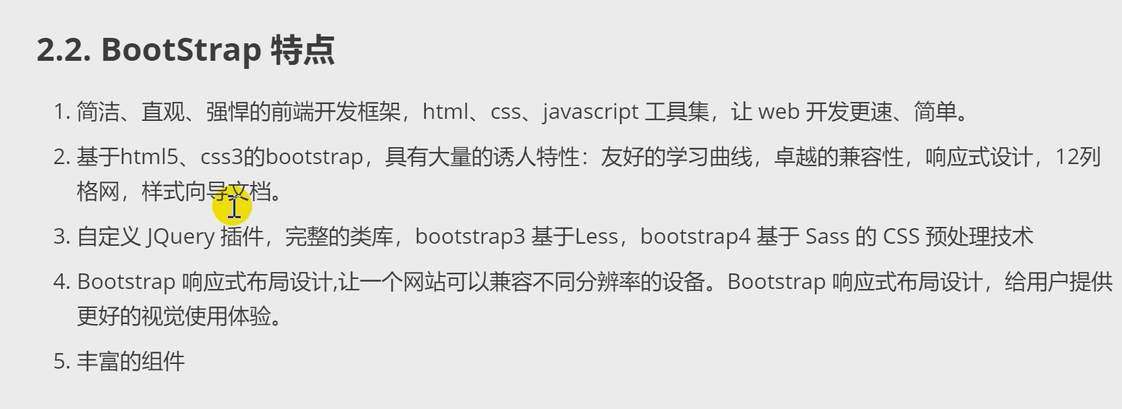 2.2. BootStrap 特点
1. 简洁、直观、强悍的前端开发框架，html、css、javascript 工具集，让 web 开发更速、简单。
2. 基于html5、css3的bootstrap，具有大量的诱人特性：友好的学习曲线，卓越的兼容性，响应式设计，12列
格网，样式向导文档。
3. 自定义 JQuery 插件，完整的类库，bootstrap3 基于Less，bootstrap4 基于 Sass 的 CSS 预处理技术
4. Bootstrap 响应式布局设计,让一个网站可以兼容不同分辨率的设备。Bootstrap 响应式布局设计，给用户提供
更好的视觉使用体验。
5. 丰富的组件